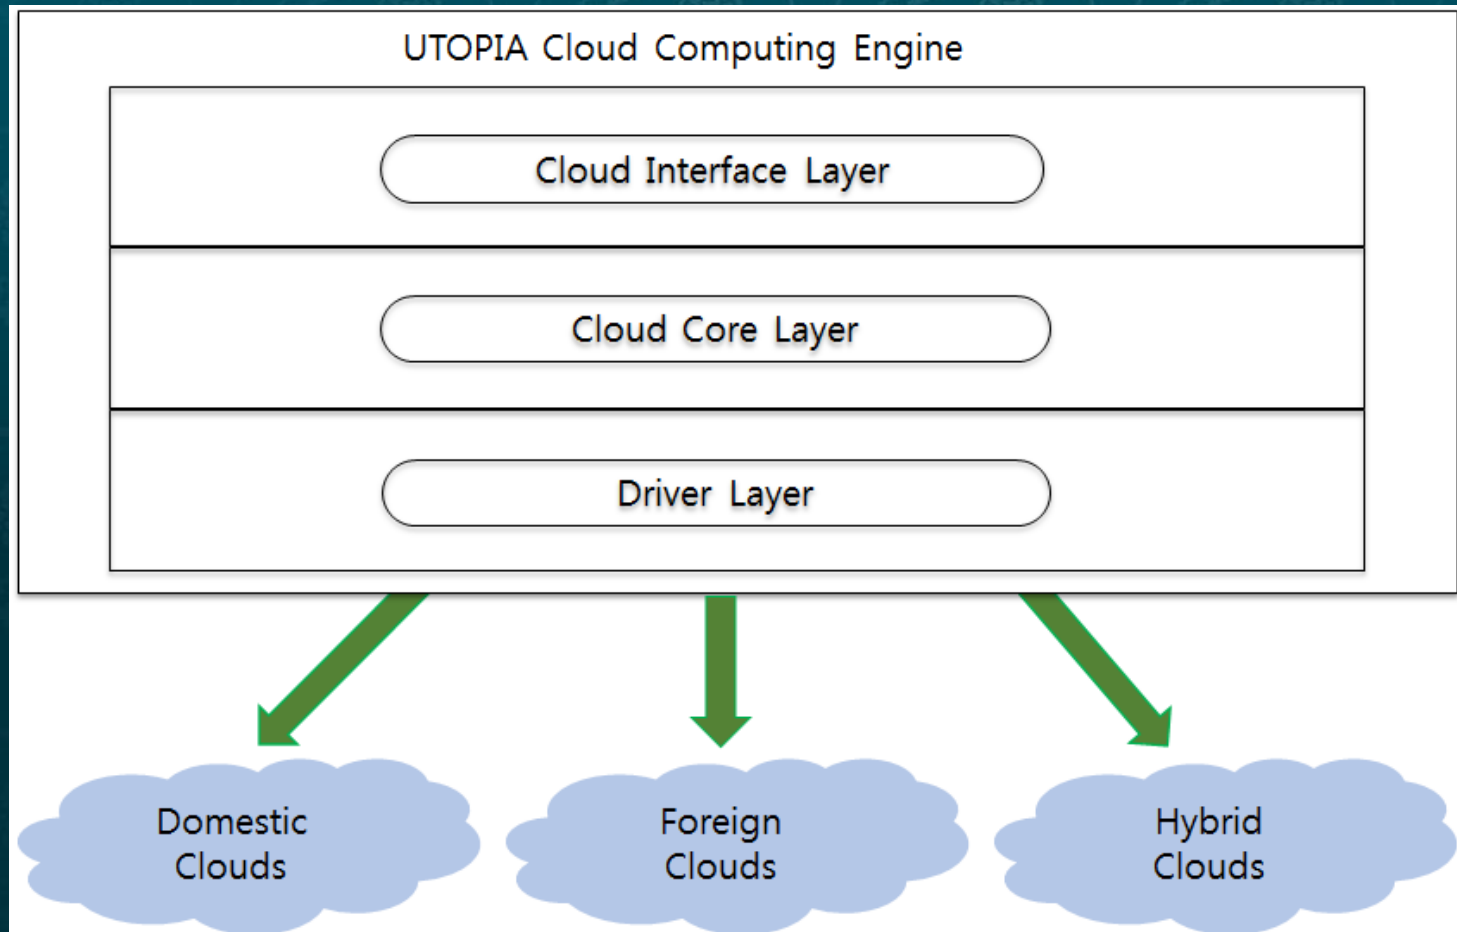 UTOPIA Cloud Computing Engine
Cloud Interface Layer
Cloud Core Layer
Driver Layer
Domestic
Clouds
Foreign
Clouds
Hybrid
Clouds